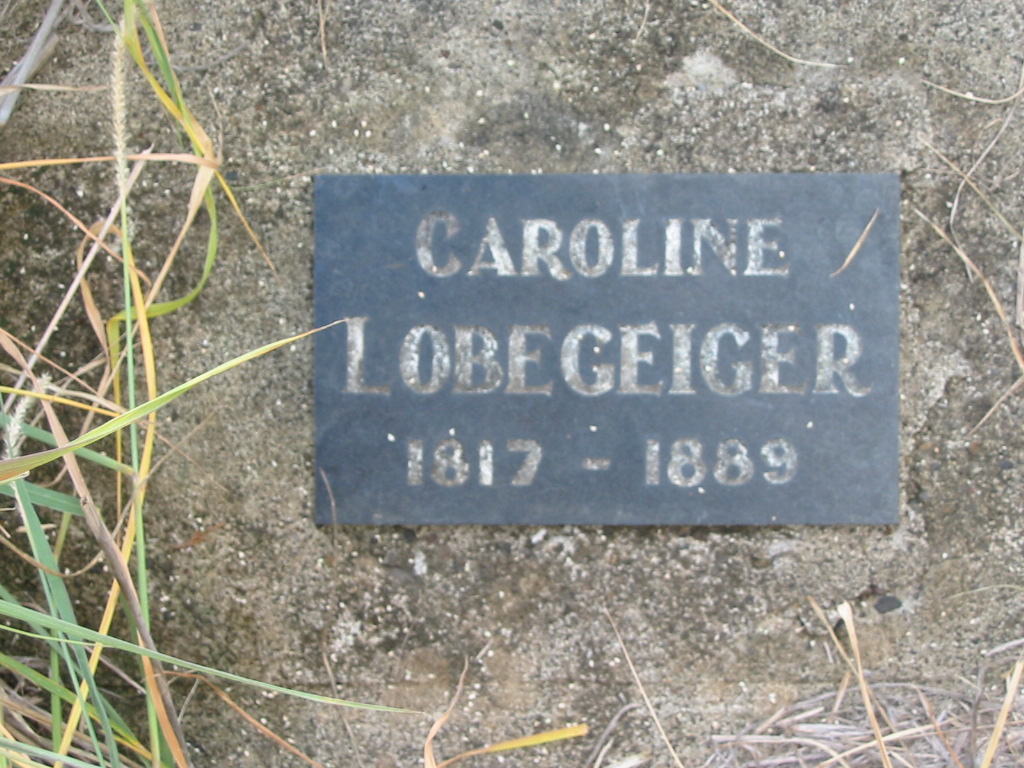 CAROLINE
LOBEGEIGER
1817 - 1889